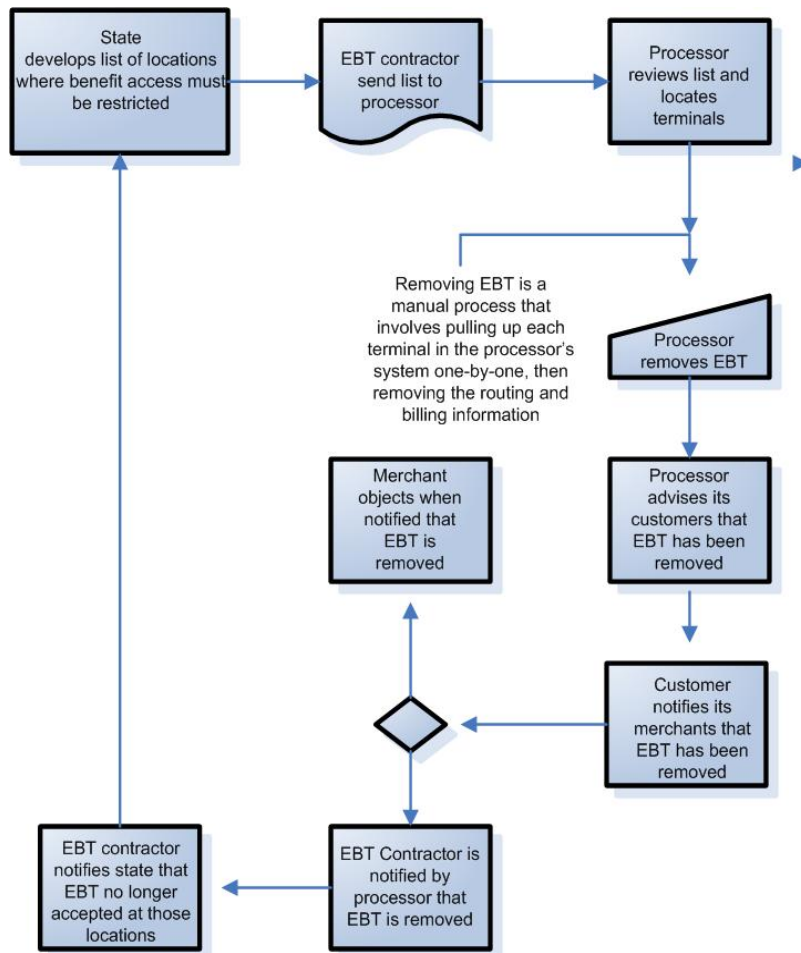 State
develops list of locations
where benefit access must
be restricted
EBT contractor
send list to
processor
Processor
reviews list and
locates
terminals
Removing EBT is a
manual process that
involves pulling up each
terminal in the processor's
system one-by-one, then
removing the routing and
billing information
Processor
removes EBT
Merchant
objects when
notified that
EBT is
removed
Processor
advises its
customers that
EBT has been
removed
Customer
notifies its
merchants that
EBT has been
removed
EBT contractor
notifies state that
EBT no longer
accepted at those
locations
EBT Contractor is
notified by
processor that
EBT is removed